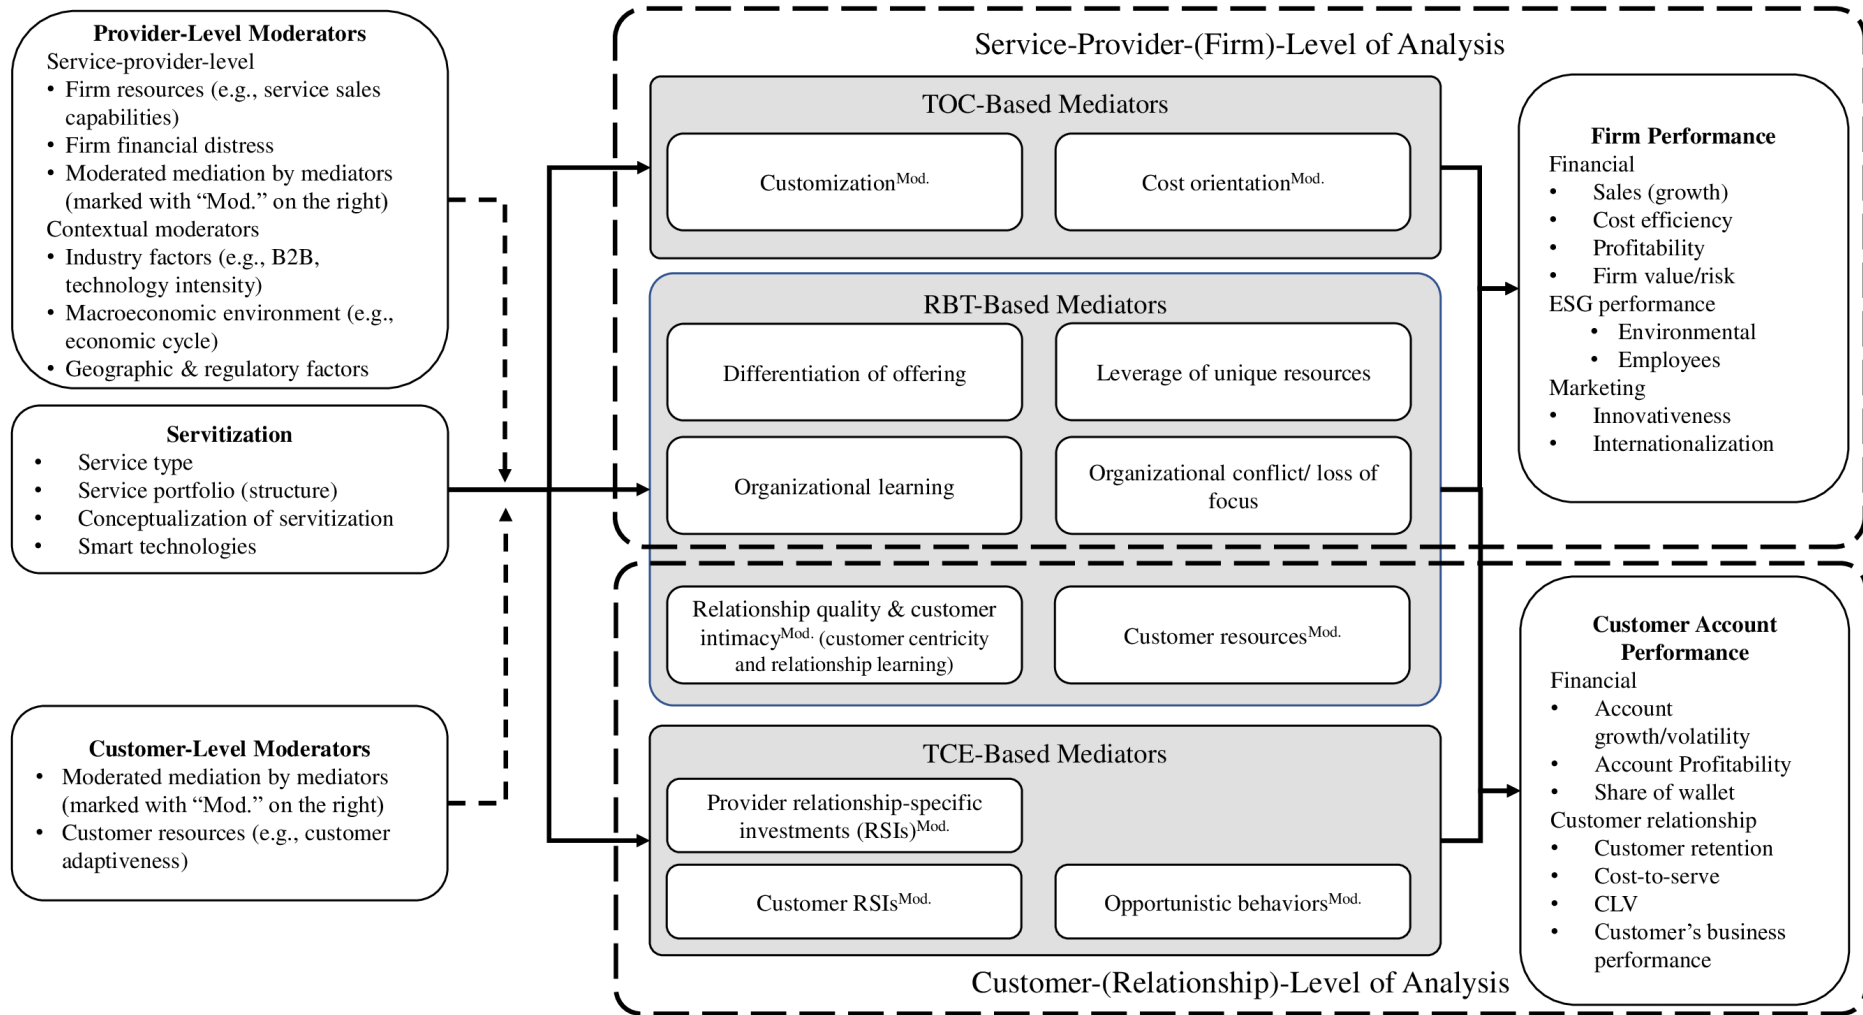 Provider-Level Moderators
Service-provider-level
• Firm resources (e.g., service sales
capabilities)
• Firm financial distress
• Moderated mediation by mediators
(marked with “Mod.” on the right)
Contextual moderators
• Industry factors (e.g., B2B,
technology intensity)
• Macroeconomic environment (e.g.,
economic cycle)
• Geographic & regulatory factors
Servitization
• Service type
• Service portfolio (structure)
• Conceptualization of servitization
• Smart technologies
Customer-Level Moderators
• Moderated mediation by mediators
(marked with “Mod.” on the right)
• Customer resources (e.g., customer
adaptiveness)
Service-Provider-(Firm)-Level of Analysis
TOC-Based Mediators
CustomizationMod.
Cost orientationMod.
RBT-Based Mediators
Differentiation of offering
Leverage of unique resources
Organizational learning
Organizational conflict/ loss of
focus
Relationship quality & customer
intimacyMod. (customer centricity
and relationship learning)
Customer resourcesMod.
TCE-Based Mediators
Provider relationship-specific
investments (RSIs)Mod.
Customer RSIsMod.
Opportunistic behaviorsMod.
Customer-(Relationship)-Level of Analysis
Firm Performance
Financial
• Sales (growth)
• Cost efficiency
• Profitability
• Firm value/risk
ESG performance
• Environmental
• Employees
Marketing
• Innovativeness
• Internationalization
Customer Account
Performance
Financial
• Account
growth/volatility
• Account Profitability
• Share of wallet
Customer relationship
• Customer retention
• Cost-to-serve
• CLV
• Customer’s business
performance